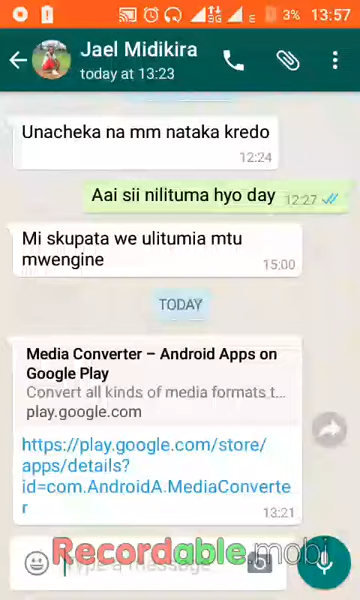 3G E 3% 13:57
Jael Midikira
today at 13:23
Unacheka na mm nataka kredo
12:24
Aai sii nilituma hyo day 12:27
Mi skupata we ulitumia mtu
mwengine
15:00
TODAY
Media Converter – Android Apps on
Google Play
Convert all kinds of media formats t...
play.google.com
https://play.google.com/store/
apps/details?
id=com.AndroidA.MediaConverte
r
13:21
Type a message
Recordable.mobi